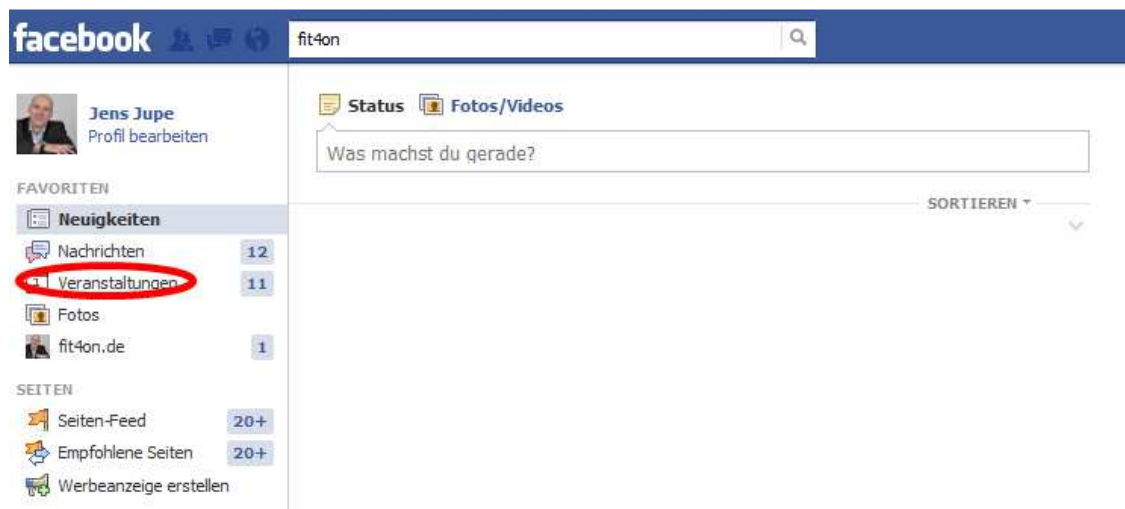 facebook fit4on
Jens Jupe
Profil bearbeiten
Status Fotos/Videos
Was machst du gerade?
SORTIEREN
FAVORITEN
Neuigkeiten
Nachrichten 12
Veranstaltungen 11
Fotos
fit4on.de 1
SEITEN
Seiten-Feed 20+
Empfohlene Seiten 20+
Werbeanzeige erstellen